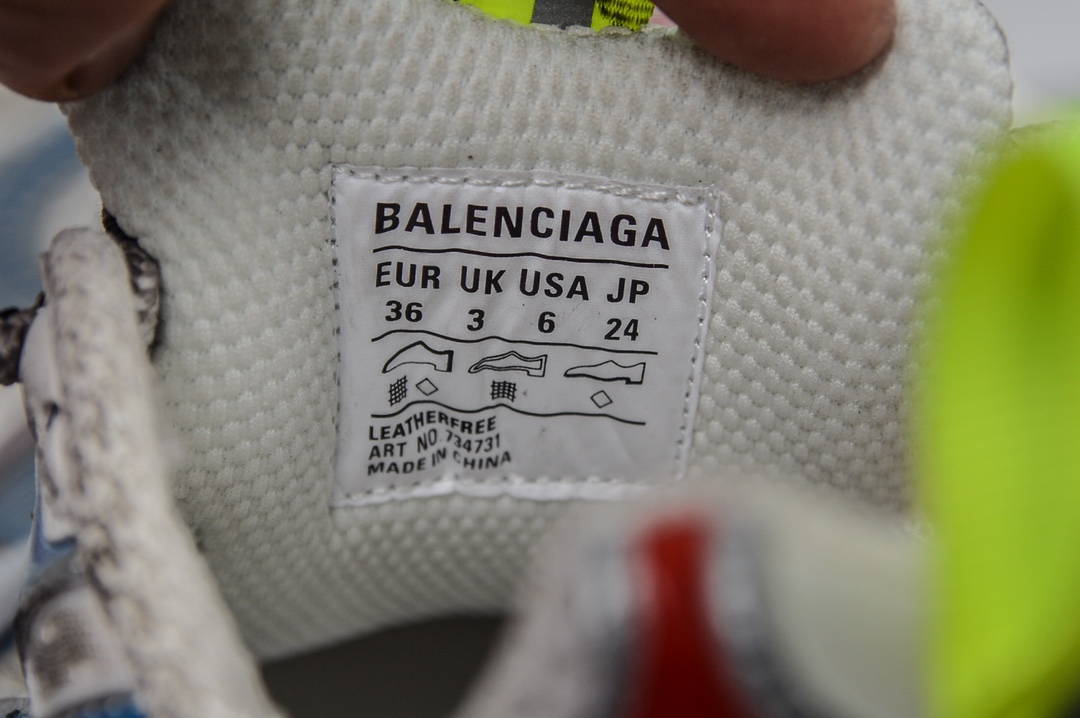 BALENCIAGA
EUR UK USA JP
36 3 6 24
LEATHERFREE
ART NO.734731
MADE IN CHINA